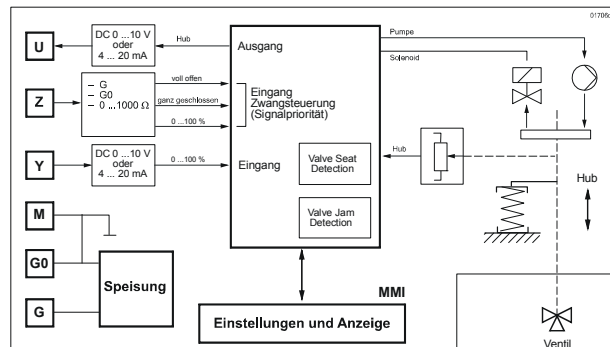 01706d
U
DC 0 ...10 V
oder
4 ... 20 mA
Hub
Ausgang
Pumpe
Solenoid
Z
– G
– G0
– 0 ...1000 Ω
voll offen
ganz geschlossen
0 ...100 %
Eingang
Zwangsteuerung
(Signalpriorität)
Y
DC 0 ...10 V
oder
4 ... 20 mA
0 ...100 %
Eingang
Valve Seat
Detection
Valve Jam
Detection
Hub
Hub
M
G0
G
Speisung
MMI
Einstellungen und Anzeige
Ventil